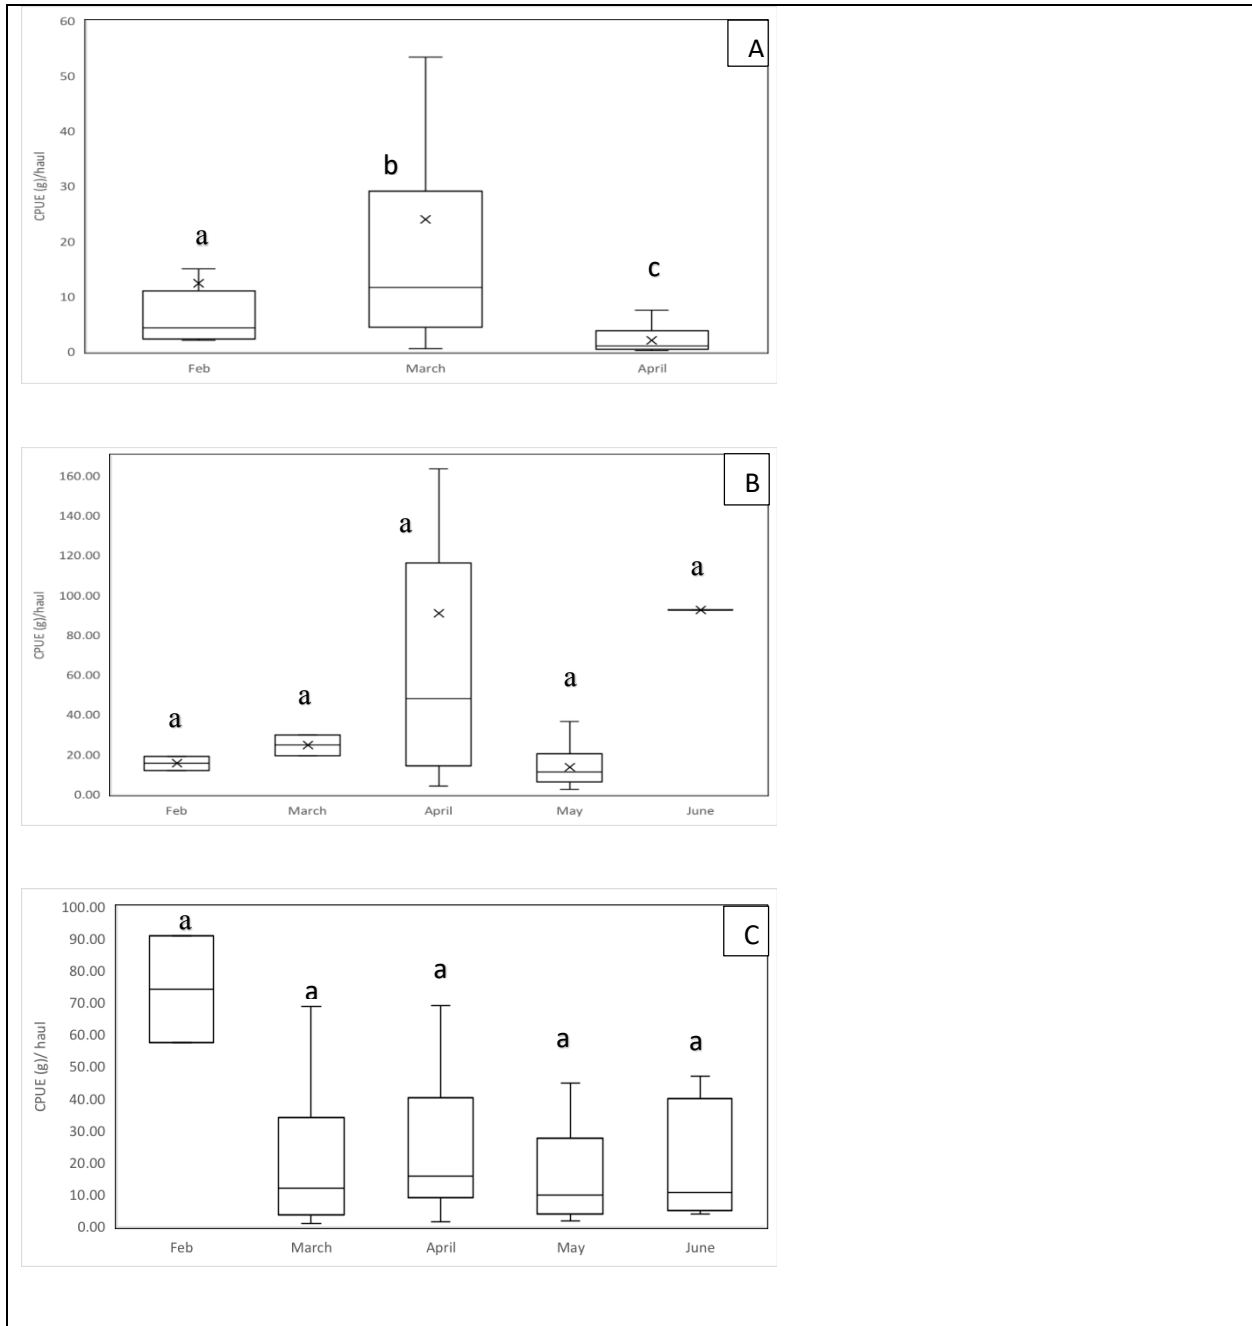 A
60
50
40
30
20
10
0
CPUE (g)/haul
a
b
c
Feb March April
B
160.00
140.00
120.00
100.00
80.00
60.00
40.00
20.00
0.00
CPUE (g)/haul
a
a
a
a
a
Feb March April May June
C
100.00
90.00
80.00
70.00
60.00
50.00
40.00
30.00
20.00
10.00
0.00
CPUE (g)/ haul
a
a
a
a
a
Feb March April May June